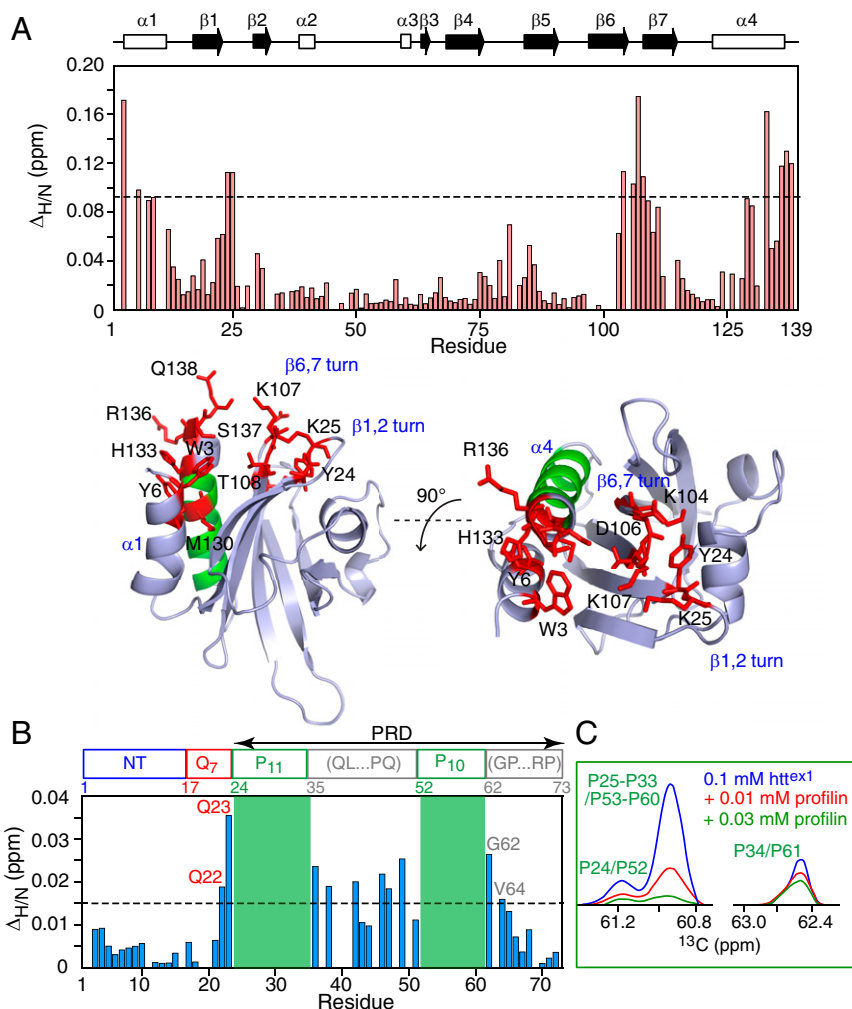 A
α1 β1 β2 α2 α3 β3 β4 β5 β6 β7 α4
0.20
0.16
0.12
0.08
0.04
0
ΔH/N (ppm)
1 25 50 75 100 125 139
Residue
Q138
β6,7 turn
K107
R136
S137
K25
β1,2 turn
H133
W3
Y6
T108
Y24
α1
M130
90°
R136
α4
β6,7 turn
K104
H133
D106
Y24
Y6
K107
W3
K25
β1,2 turn
B
PRD
NT Q7 P11 (QL...PQ) P10 (GP...RP)
1 17 24 35 52 62 73
0.04
0.03
0.02
0.01
0
ΔH/N (ppm)
Q23
Q22
G62
V64
1 10 20 30 40 50 60 70
Residue
C
P25-P33
/P53-P60
0.1 mM httex1
+ 0.01 mM profilin
+ 0.03 mM profilin
P24/P52
P34/P61
61.2 60.8 63.0 62.4
13C (ppm)